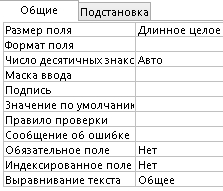 Общие Подстановка
Размер поля Длинное целое
Формат поля
Число десятичных знакс Авто
Маска ввода
Подпись
Значение по умолчани
Правило проверки
Сообщение об ошибке
Обязательное поле Нет
Индексированное поле Нет
Выравнивание текста Общее